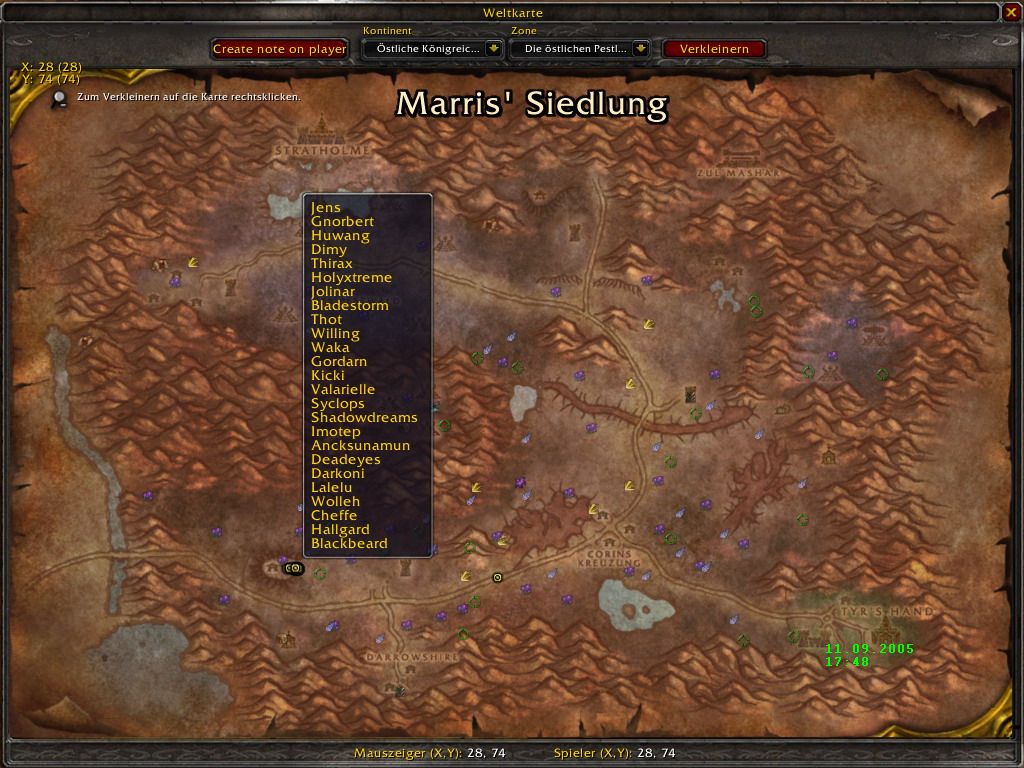 Weltkarte
Kontinent
Zone
Create note on player
Östliche Königreic...
Die östlichen Pestl...
Verkleinern
X: 28 (28)
Y: 74 (74)
Zum Verkleinern auf die Karte rechtsklicken.
Marris' Siedlung
STRATHOLME
ZUL'MASHAR
Jens
Gnorbert
Huwang
Dimy
Thirax
Holyxtreme
Jolinar
Bladestorm
Thot
Willing
Waka
Gordarn
Kicki
Valarielle
Syclops
Shadowdreams
Imotep
Ancksunamun
Deadeyes
Darkoni
Lalelu
Wolleh
Cheffe
Hallgard
Blackbeard
CORINS
KREUZUNG
TYR'S HAND
DARROWSHIRE
11.09.2005
17:48
Mauszeiger (X,Y): 28, 74
Spieler (X,Y): 28, 74